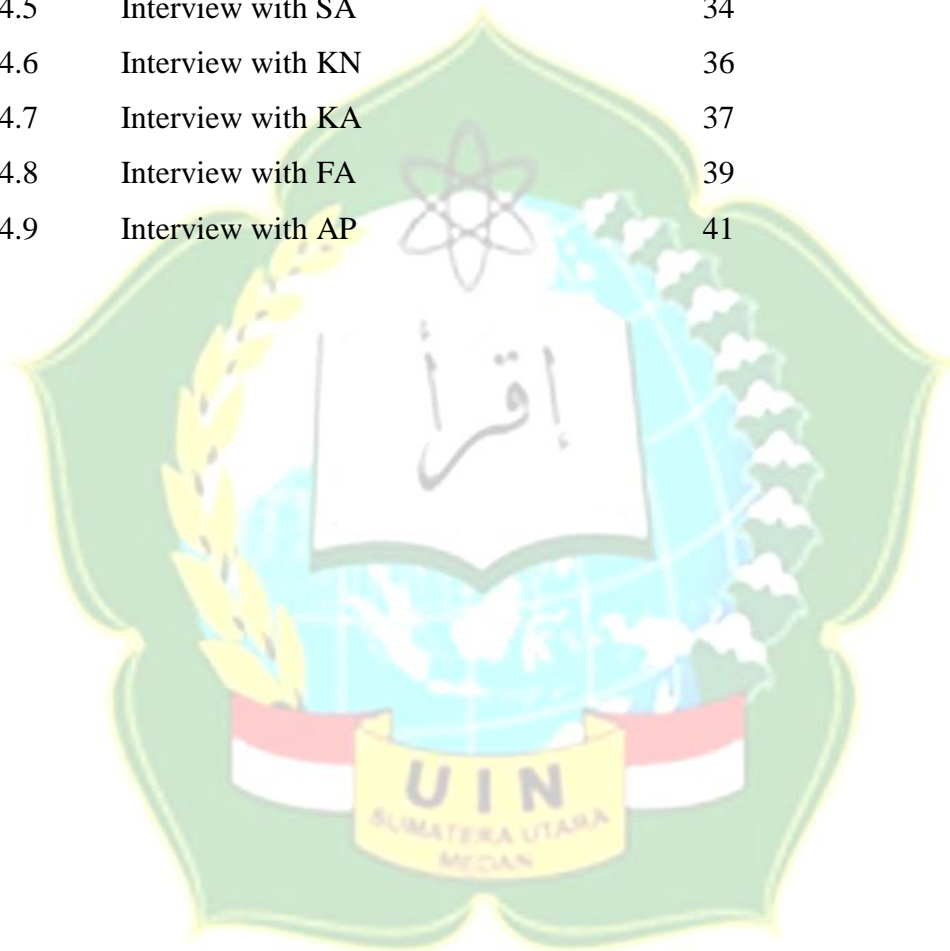 4.5 Interview with SA 34
4.6 Interview with KN 36
4.7 Interview with KA 37
4.8 Interview with FA 39
4.9 Interview with AP 41
إقرأ
UIN
SUMATERA UTARA
MEDAN